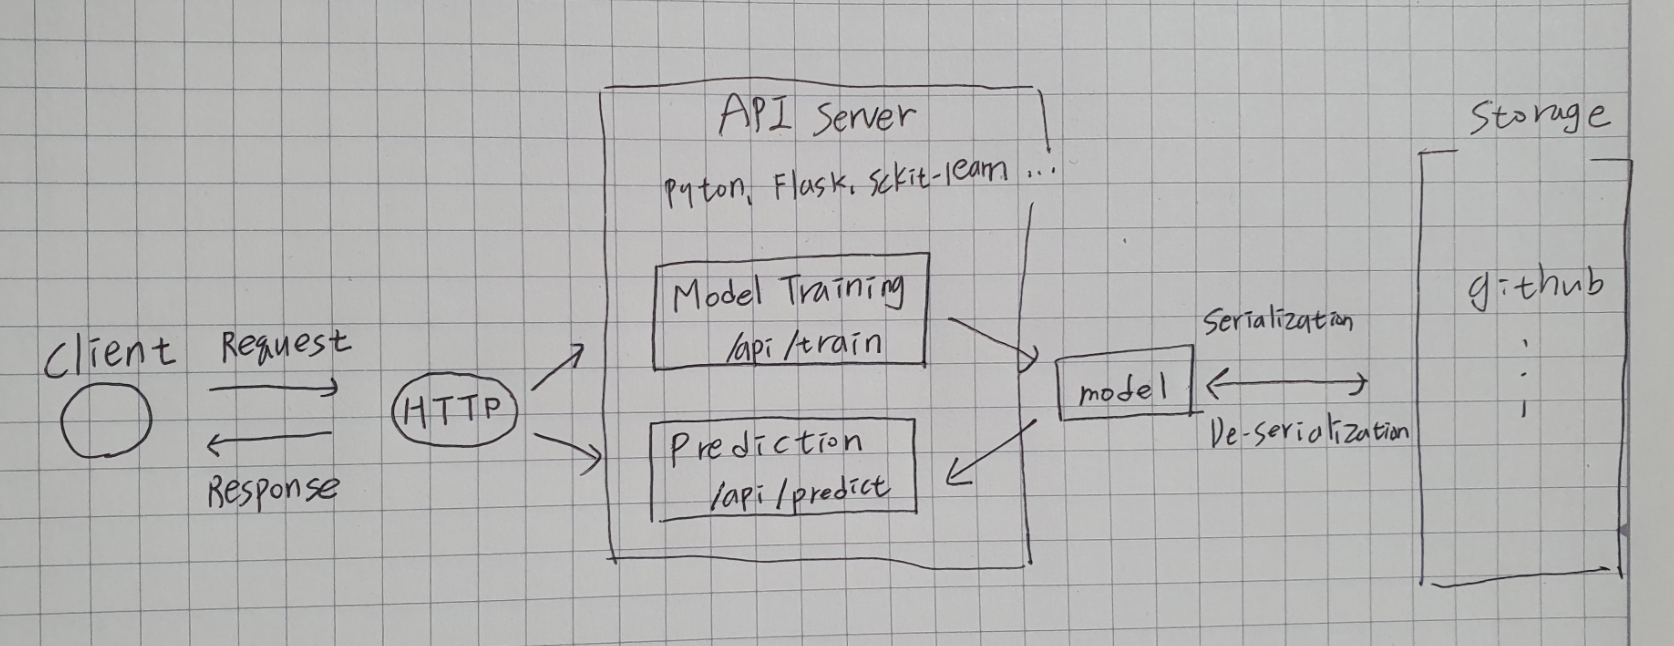 API Server
Pyton, Flask, Sckit-learn ...
Storage
Model Training
/api/train
github
Client
Request
Serialization
HTTP
model
De-serialization
Response
Prediction
/api/predict